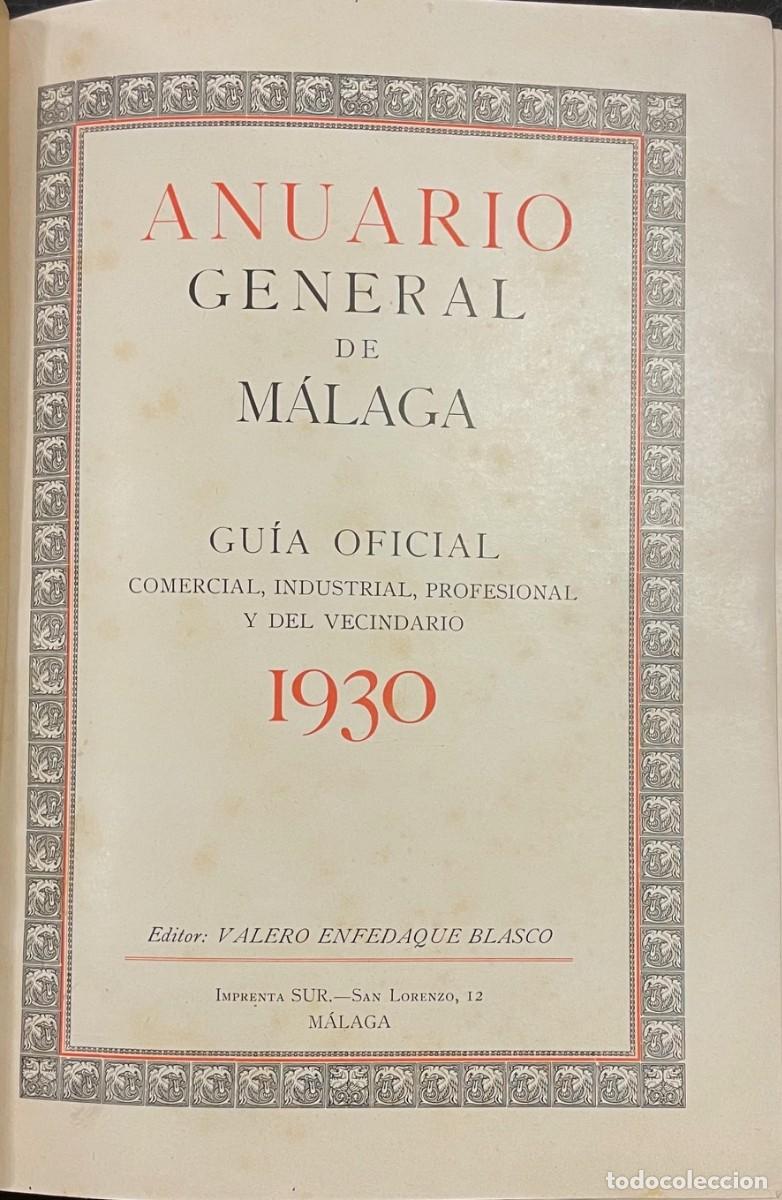 ANUARIO
GENERAL
DE
MÁLAGA
GUÍA OFICIAL
COMERCIAL, INDUSTRIAL, PROFESIONAL
Y DEL VECINDARIO
1930
Editor: VALERO ENFEDAQUE BLASCO
IMPRENTA SUR.—SAN LORENZO, 12
MÁLAGA
todocoleccion